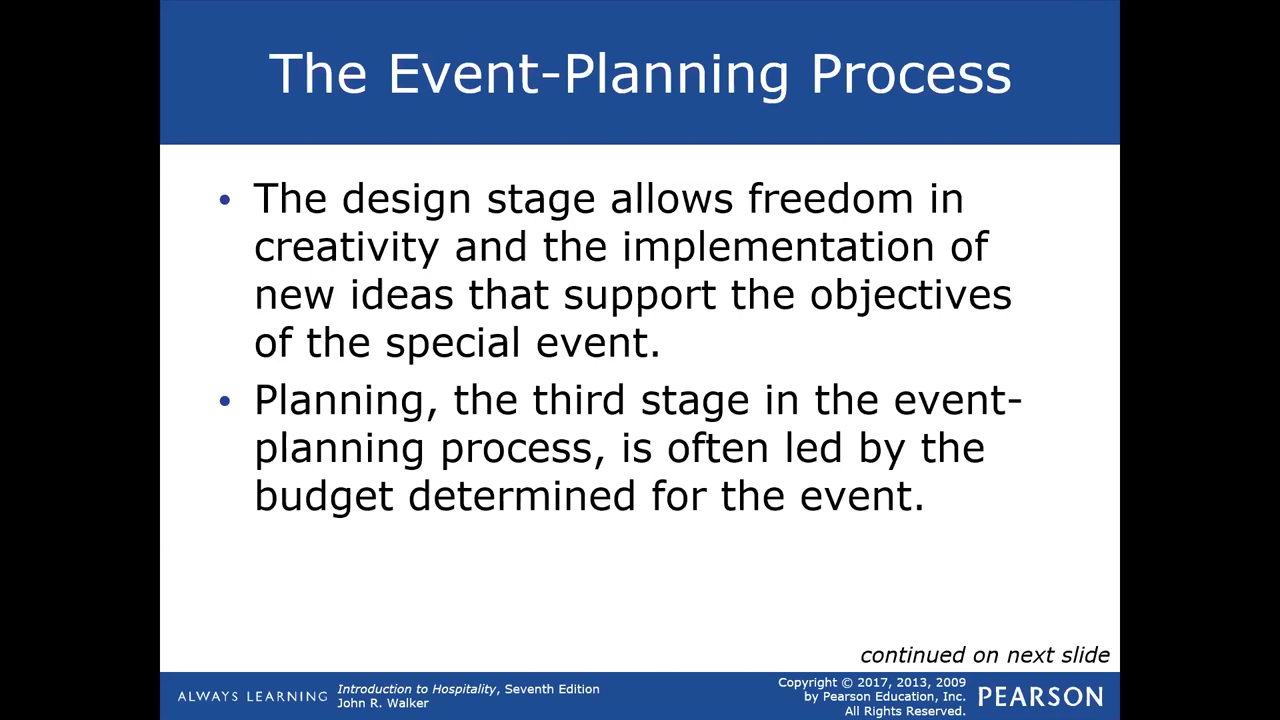 The Event-Planning Process
• The design stage allows freedom in
creativity and the implementation of
new ideas that support the objectives
of the special event.
• Planning, the third stage in the event-
planning process, is often led by the
budget determined for the event.
continued on next slide
ALWAYS LEARNING
Introduction to Hospitality, Seventh Edition
John R. Walker
Copyright © 2017, 2013, 2009
by Pearson Education, Inc.
All Rights Reserved.
PEARSON